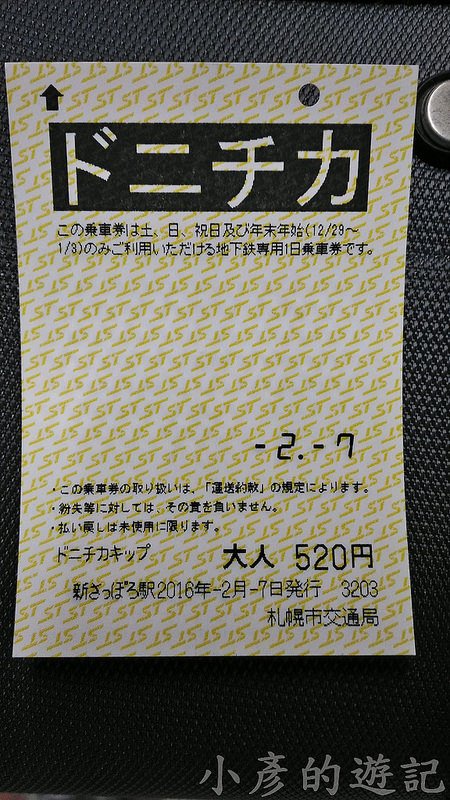 ドニチカ
この乗車券は土、日、祝日及び年末年始(12/29～
1/3)のみご利用いただける地下鉄専用1日乗車券です。
-2.-7
・この乗車券の取り扱いは、「運送約款」の規定によります。
・紛失等に対しては、その責を負いません。
・払い戻しは未使用に限ります。
ドニチカキップ 大人 520円
新さっぽろ駅2016年-2月-7日発行 3203
札幌市交通局
小彥的遊記